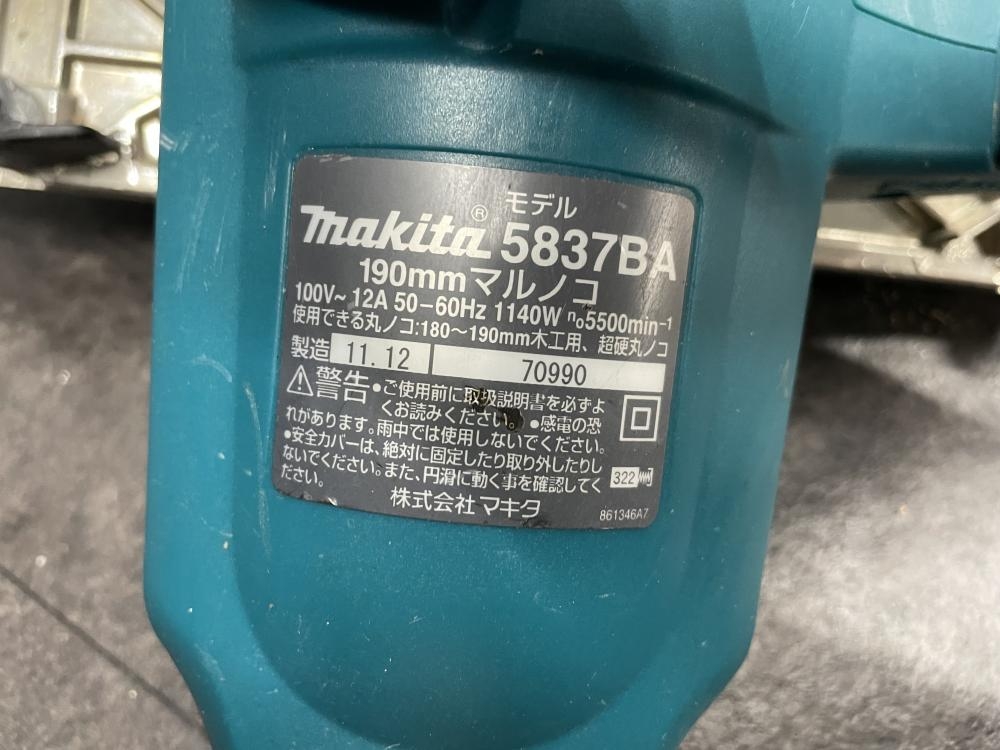 モデル
makita® 5837BA
190mmマルノコ
100V～ 12A 50-60Hz 1140W n₀5500min⁻¹
使用できる丸ノコ:180～190mm木工用、超硬丸ノコ
製造 11.12 70990
⚠警告 •ご使用前に取扱説明書を必ずよ
くお読みください。 •感電の恐
れがあります。雨中では使用しないでください。
•安全カバーは、絶対に固定したり取り外したりし
ないでください。また、円滑に動く事を確認してく
ださい。
322
株式会社マキタ
861346A7